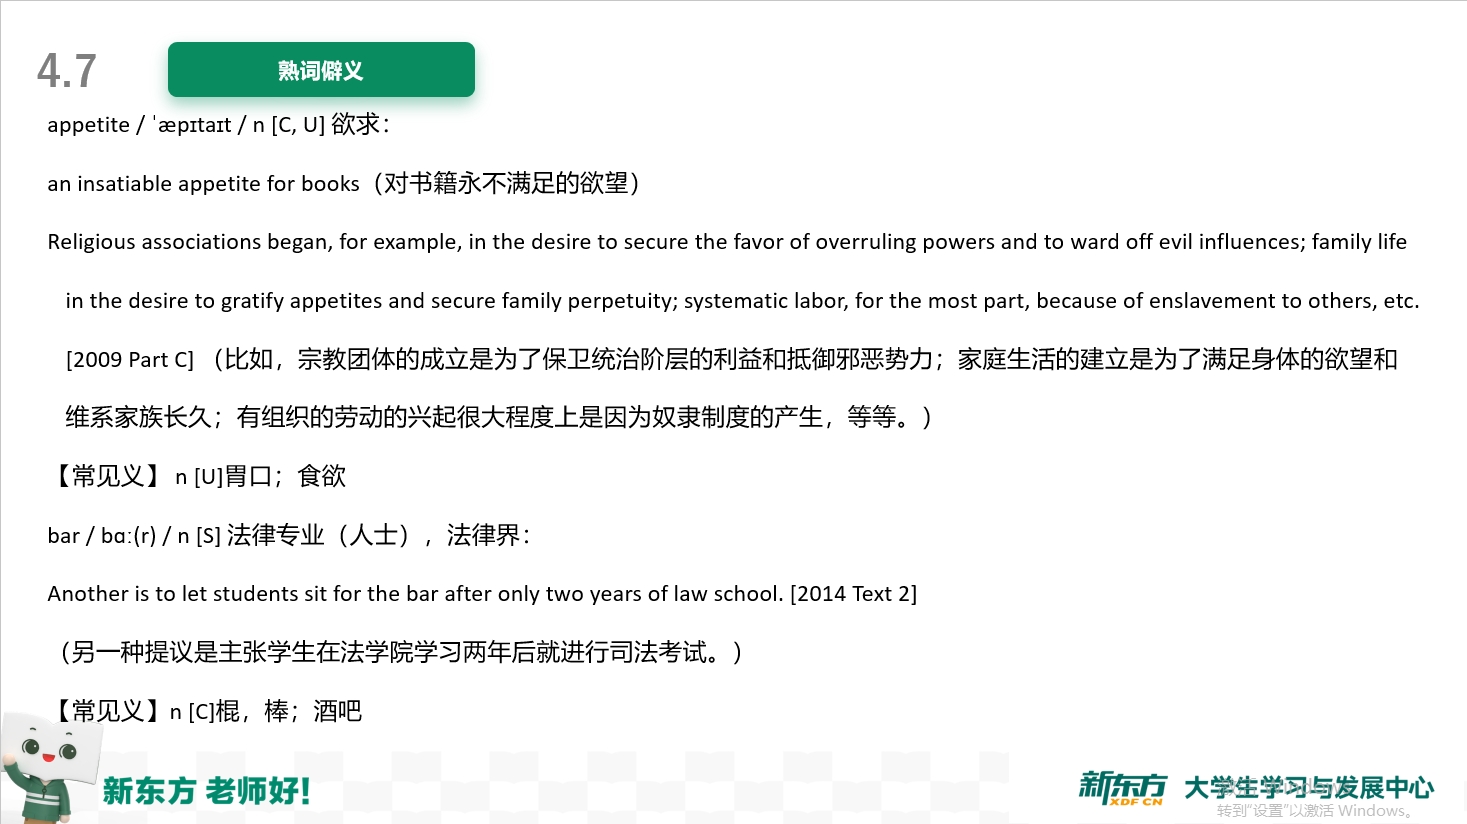 4.7
熟词僻义
appetite / ˈæpɪtaɪt / n [C, U] 欲求：
an insatiable appetite for books（对书籍永不满足的欲望）
Religious associations began, for example, in the desire to secure the favor of overruling powers and to ward off evil influences; family life
in the desire to gratify appetites and secure family perpetuity; systematic labor, for the most part, because of enslavement to others, etc.
[2009 Part C] （比如，宗教团体的成立是为了保卫统治阶层的利益和抵御邪恶势力；家庭生活的建立是为了满足身体的欲望和
维系家族长久；有组织的劳动的兴起很大程度上是因为奴隶制度的产生，等等。）
【常见义】 n [U]胃口；食欲
bar / bɑː(r) / n [S] 法律专业（人士），法律界：
Another is to let students sit for the bar after only two years of law school. [2014 Text 2]
（另一种提议是主张学生在法学院学习两年后就进行司法考试。）
【常见义】n [C]棍，棒；酒吧
新东方 老师好！
新东方 XDF.CN 大学生学习与发展中心
激活 Windows
转到“设置”以激活 Windows。